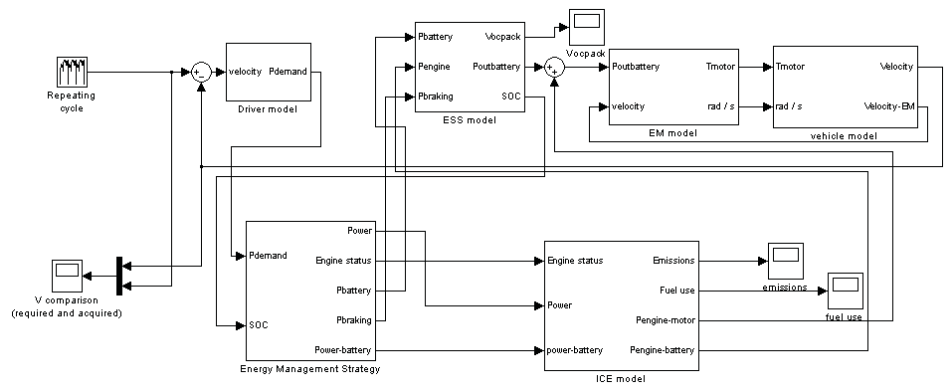 Repeating
cycle
velocity
Pdemand
Driver model
Pbattery
Pengine
Pbraking
Vocpack
Poutbattery
SOC
ESS model
Vocpack
Poutbattery
velocity
Tmotor
rad / s
EM model
Tmotor
rad / s
Velocity
Velocity-EM
vehicle model
V comparison
(required and acquired)
Pdemand
SOC
Power
Engine status
Pbattery
Pbraking
Power-battery
Energy Management Strategy
Engine status
Power
power-battery
Emissions
Fuel use
Pengine-motor
Pengine-battery
ICE model
emissions
fuel use